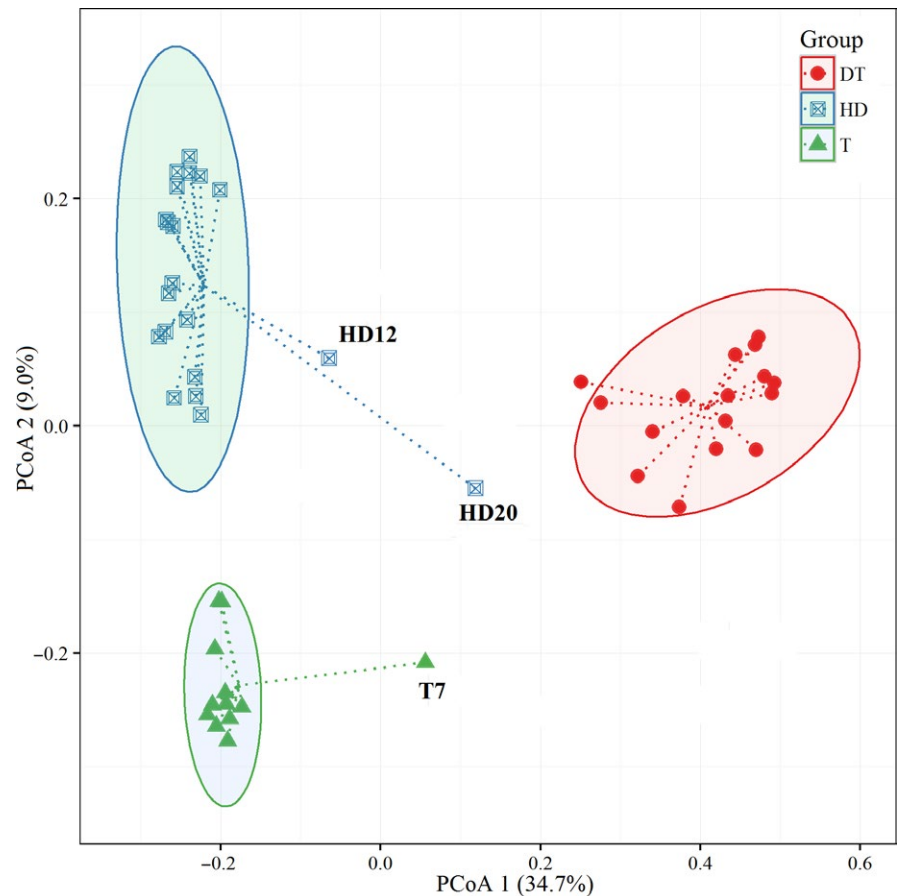 Group
DT
HD
T
0.2
0.0
−0.2
PCoA 2 (9.0%)
HD12
HD20
T7
−0.2
0.0
0.2
0.4
0.6
PCoA 1 (34.7%)